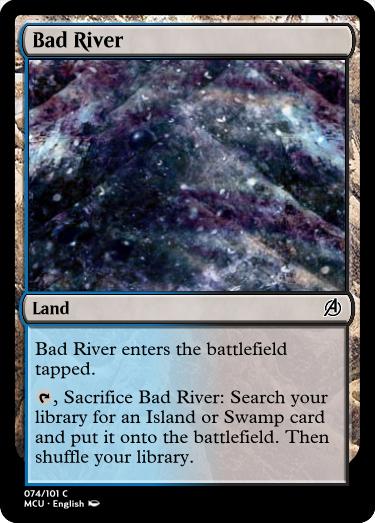 Bad River
Land
Bad River enters the battlefield
tapped.
, Sacrifice Bad River: Search your
library for an Island or Swamp card
and put it onto the battlefield. Then
shuffle your library.
074/101 C
MCU · English